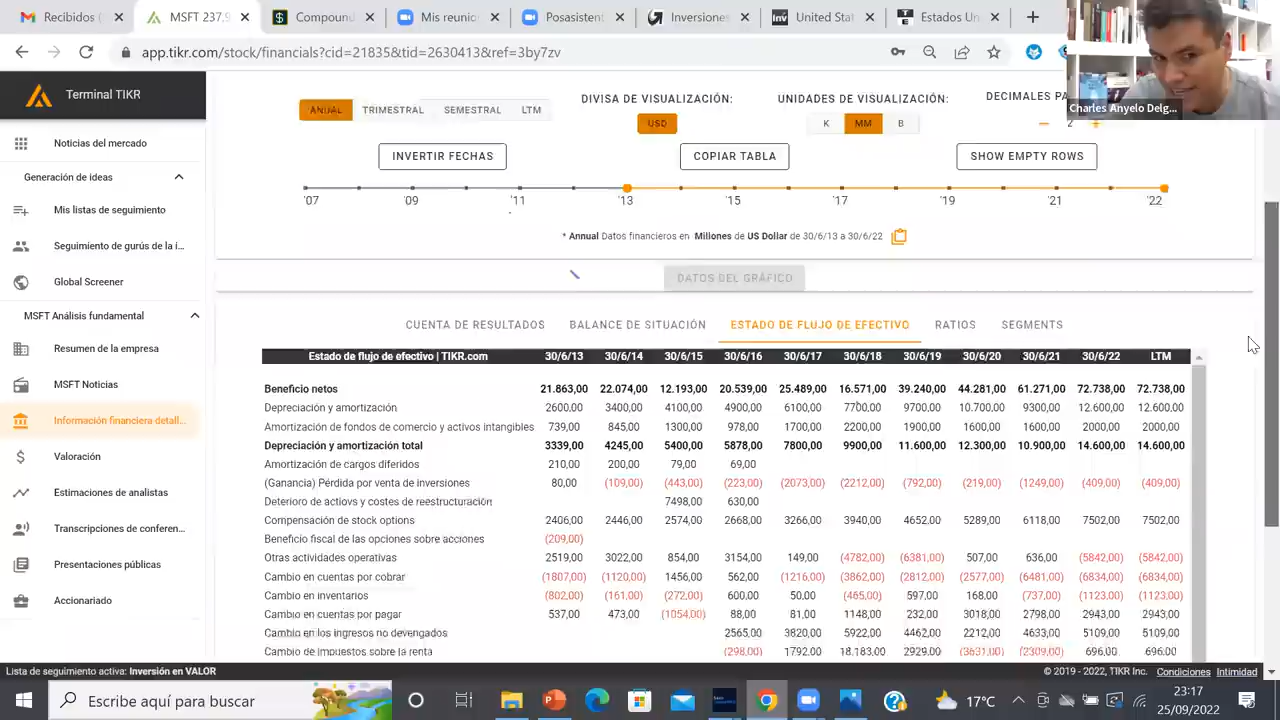 Recibidos (
MSFT 237,9
Compound
Mis reunio
Posasisten
Inversiones
United Sta
Estados Un
app.tikr.com/stock/financials?cid=21835&tid=2630413&ref=3by7zv
Charles Anyelo Delg...
Terminal TIKR
Noticias del mercado
Generación de ideas
Mis listas de seguimiento
Seguimiento de gurús de la i...
Global Screener
MSFT Análisis fundamental
Resumen de la empresa
MSFT Noticias
Información financiera detall...
Valoración
Estimaciones de analistas
Transcripciones de conferen...
Presentaciones públicas
Accionariado
ANUAL TRIMESTRAL SEMESTRAL LTM
DIVISA DE VISUALIZACIÓN:
USD
UNIDADES DE VISUALIZACIÓN:
K MM B
DECIMALES PA
2
INVERTIR FECHAS
COPIAR TABLA
SHOW EMPTY ROWS
'07 '09 '11 '13 '15 '17 '19 '22
* Annual Datos financieros en Millones de US Dollar de 30/6/13 a 30/6/22
DATOS DEL GRÁFICO
CUENTA DE RESULTADOS BALANCE DE SITUACIÓN ESTADO DE FLUJO DE EFECTIVO RATIOS SEGMENTS
Estado de flujo de efectivo | TIKR.com 30/6/13 30/6/14 30/6/15 30/6/16 30/6/17 30/6/18 30/6/19 30/6/20 30/6/21 30/6/22 LTM
Beneficio netos 21.863,00 22.074,00 12.193,00 20.539,00 25.489,00 16.571,00 39.240,00 44.281,00 61.271,00 72.738,00 72.738,00
Depreciación y amortización 2600,00 3400,00 4100,00 4900,00 6100,00 7700,00 9700,00 10.700,00 9300,00 12.600,00 12.600,00
Amortización de fondos de comercio y activos intangibles 739,00 845,00 1300,00 978,00 1700,00 2200,00 1900,00 1600,00 1600,00 2000,00 2000,00
Depreciación y amortización total 3339,00 4245,00 5400,00 5878,00 7800,00 9900,00 11.600,00 12.300,00 10.900,00 14.600,00 14.600,00
Amortización de cargos diferidos 210,00 200,00 79,00 69,00
(Ganancia) Pérdida por venta de inversiones 80,00 (109,00) (443,00) (223,00) (2073,00) (2212,00) (792,00) (219,00) (1249,00) (409,00) (409,00)
Deterioro de actiovs y costes de reestructuración 7498,00 630,00
Compensación de stock options 2406,00 2446,00 2574,00 2668,00 3266,00 3940,00 4652,00 5289,00 6118,00 7502,00 7502,00
Beneficio fiscal de las opciones sobre acciones (209,00)
Otras actividades operativas 2519,00 3022,00 854,00 3154,00 149,00 (4782,00) (6381,00) 507,00 636,00 (5842,00) (5842,00)
Cambio en cuentas por cobrar (1807,00) (1120,00) 1456,00 562,00 (1216,00) (3862,00) (2812,00) (2577,00) (6481,00) (6834,00) (6834,00)
Cambio en inventarios (802,00) (161,00) (272,00) 600,00 50,00 (465,00) 597,00 168,00 (737,00) (1123,00) (1123,00)
Cambio en cuentas por pagar 537,00 473,00 (1054,00) 88,00 81,00 1148,00 232,00 3018,00 2798,00 2943,00 2943,00
Cambio en los ingresos no devengados 2565,00 3820,00 5922,00 4462,00 2212,00 4633,00 5109,00 5109,00
Cambio de impuestos sobre la renta (298,00) 1792,00 18.183,00 2929,00 (3631,00) (2309,00) 696,00 696,00
Lista de seguimiento activa: Inversión en VALOR
© 2019 - 2022, TIKR Inc. Condiciones Intimidad
Escribe aquí para buscar
17°C
23:17
25/09/2022